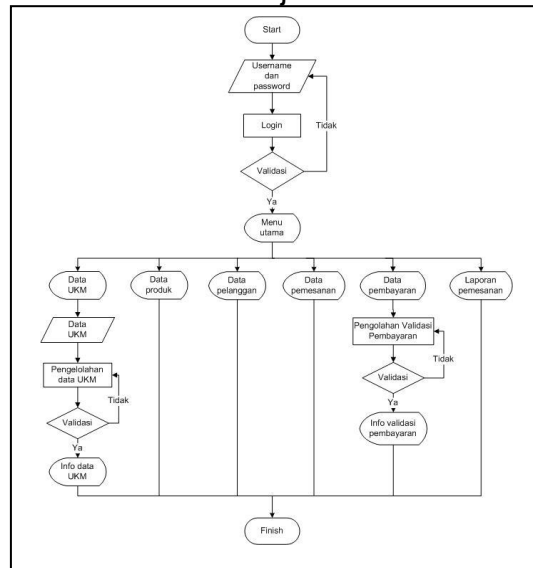 Start
Username
dan
password
Login
Tidak
Validasi
Ya
Menu
utama
Data
UKM
Data
produk
Data
pelanggan
Data
pemesanan
Data
pembayaran
Laporan
pemesanan
Data
UKM
Pengolahan Validasi
Pembayaran
Pengelolahan
data UKM
Tidak
Validasi
Tidak
Validasi
Ya
Ya
Info validasi
pembayaran
Info data
UKM
Finish